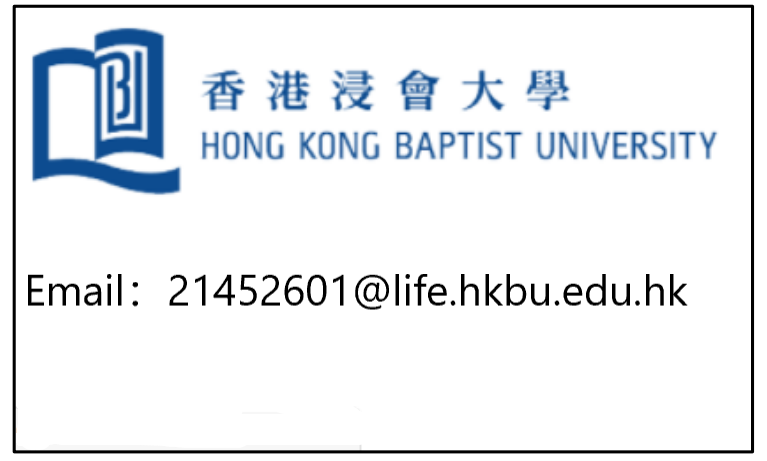 香港浸會大學
HONG KONG BAPTIST UNIVERSITY
Email：21452601@life.hkbu.edu.hk